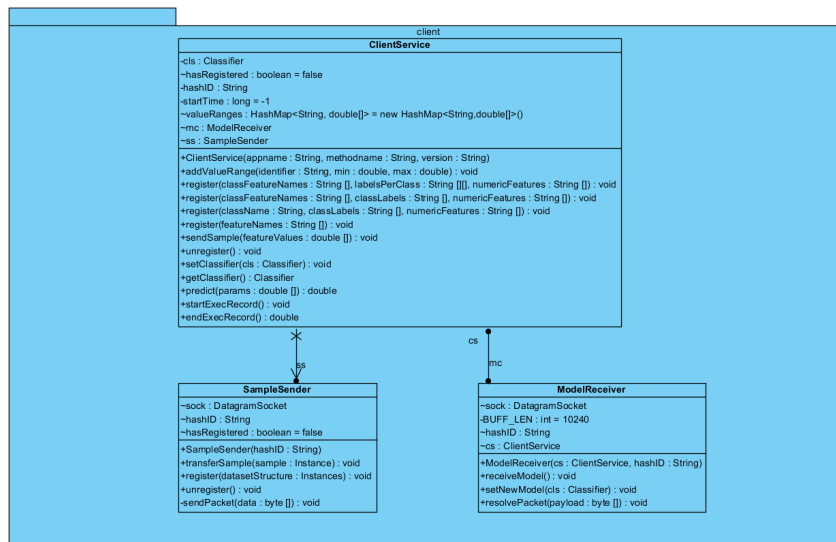 client
ClientService
-cls : Classifier
~hasRegistered : boolean = false
-hashID : String
-startTime : long = -1
~valueRanges : HashMap<String, double[]> = new HashMap<String,double[]>()
~mc : ModelReceiver
~ss : SampleSender
+ClientService(appname : String, methodname : String, version : String)
+addValueRange(identifier : String, min : double, max : double) : void
+register(classFeatureNames : String [], labelsPerClass : String [][], numericFeatures : String []) : void
+register(classFeatureNames : String [], classLabels : String [], numericFeatures : String []) : void
+register(className : String, classLabels : String [], numericFeatures : String []) : void
+register(featureNames : String []) : void
+sendSample(featureValues : double []) : void
+unregister() : void
+setClassifier(cls : Classifier) : void
+getClassifier() : Classifier
+predict(params : double []) : double
+startExecRecord() : void
+endExecRecord() : double
cs
ss
mc
SampleSender
~sock : DatagramSocket
~hashID : String
~hasRegistered : boolean = false
+SampleSender(hashID : String)
+transferSample(sample : Instance) : void
+register(datasetStructure : Instances) : void
+unregister() : void
-sendPacket(data : byte []) : void
ModelReceiver
~sock : DatagramSocket
-BUFF_LEN : int = 10240
~hashID : String
~cs : ClientService
+ModelReceiver(cs : ClientService, hashID : String)
+receiveModel() : void
+setNewModel(cls : Classifier) : void
+resolvePacket(payload : byte []) : void